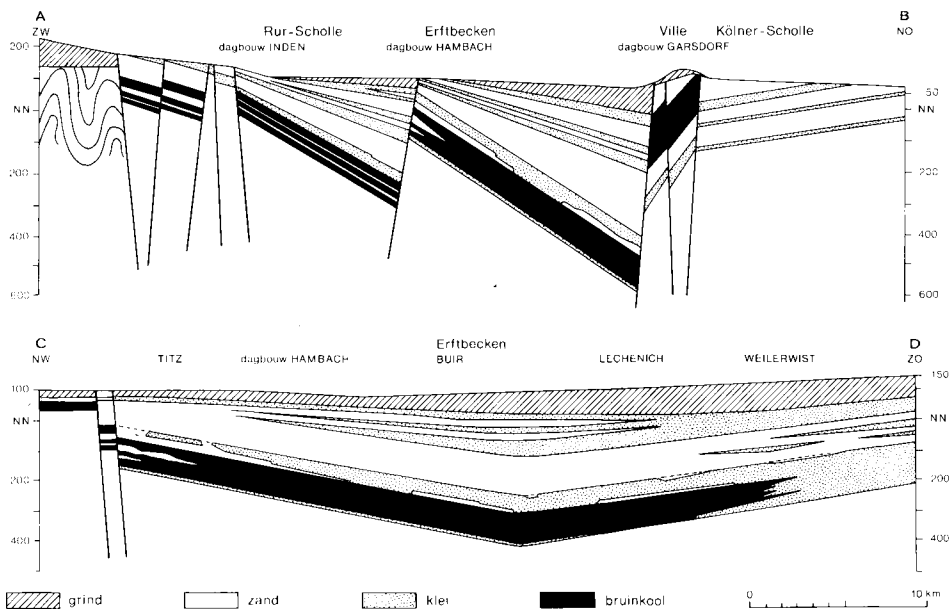 A B
ZW Rur-Scholle Erftbecken Ville Kölner-Scholle NO
dagbouw INDEN dagbouw HAMBACH dagbouw GARSDORF
200 50
NN NN
200 200
400 400
600 600
C Erftbecken D
NW TITZ dagbouw HAMBACH BUIR LECHENICH WEILERWIST ZO
100 150
NN NN
200 200
400 400
grind zand klei bruinkool 0 10 km